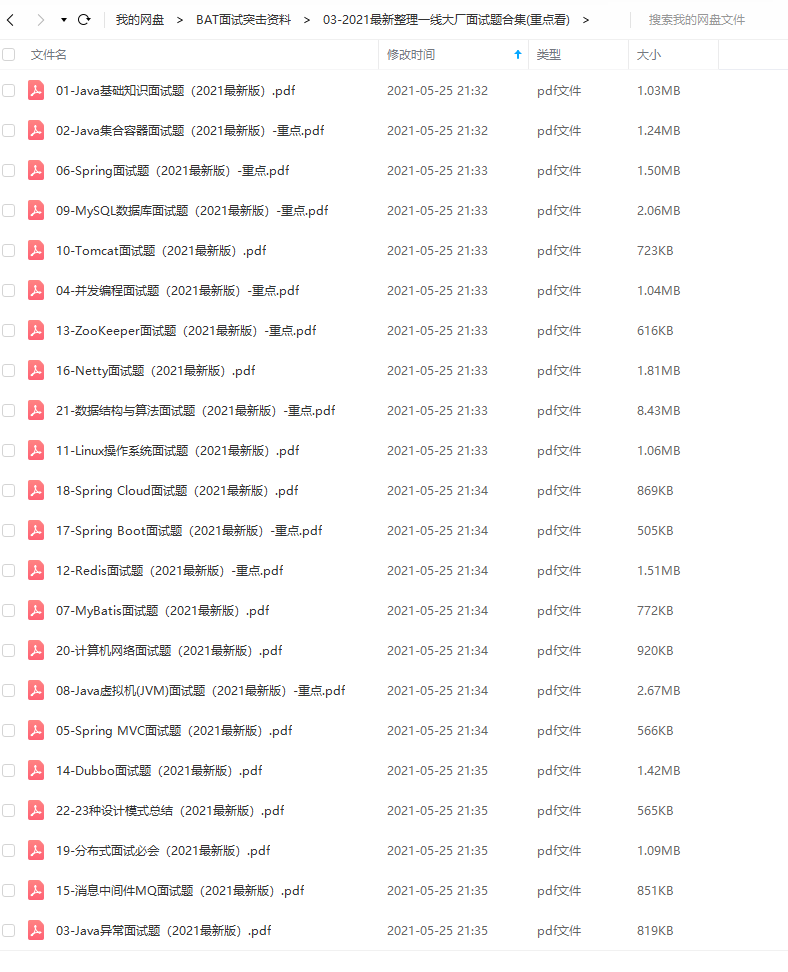 我的网盘 > BAT面试突击资料 > 03-2021最新整理一线大厂面试题合集(重点看) > 搜索我的网盘文件
文件名 修改时间 类型 大小
01-Java基础知识面试题（2021最新版）.pdf 2021-05-25 21:32 pdf文件 1.03MB
02-Java集合容器面试题（2021最新版）-重点.pdf 2021-05-25 21:32 pdf文件 1.24MB
06-Spring面试题（2021最新版）-重点.pdf 2021-05-25 21:33 pdf文件 1.50MB
09-MySQL数据库面试题（2021最新版）-重点.pdf 2021-05-25 21:33 pdf文件 2.06MB
10-Tomcat面试题（2021最新版）.pdf 2021-05-25 21:33 pdf文件 723KB
04-并发编程面试题（2021最新版）-重点.pdf 2021-05-25 21:33 pdf文件 1.04MB
13-ZooKeeper面试题（2021最新版）-重点.pdf 2021-05-25 21:33 pdf文件 616KB
16-Netty面试题（2021最新版）.pdf 2021-05-25 21:33 pdf文件 1.81MB
21-数据结构与算法面试题（2021最新版）-重点.pdf 2021-05-25 21:33 pdf文件 8.43MB
11-Linux操作系统面试题（2021最新版）.pdf 2021-05-25 21:33 pdf文件 1.06MB
18-Spring Cloud面试题（2021最新版）.pdf 2021-05-25 21:34 pdf文件 869KB
17-Spring Boot面试题（2021最新版）-重点.pdf 2021-05-25 21:34 pdf文件 505KB
12-Redis面试题（2021最新版）-重点.pdf 2021-05-25 21:34 pdf文件 1.51MB
07-MyBatis面试题（2021最新版）.pdf 2021-05-25 21:34 pdf文件 772KB
20-计算机网络面试题（2021最新版）.pdf 2021-05-25 21:34 pdf文件 920KB
08-Java虚拟机(JVM)面试题（2021最新版）-重点.pdf 2021-05-25 21:34 pdf文件 2.67MB
05-Spring MVC面试题（2021最新版）.pdf 2021-05-25 21:34 pdf文件 566KB
14-Dubbo面试题（2021最新版）.pdf 2021-05-25 21:35 pdf文件 1.42MB
22-23种设计模式总结（2021最新版）.pdf 2021-05-25 21:35 pdf文件 565KB
19-分布式面试必会（2021最新版）.pdf 2021-05-25 21:35 pdf文件 1.09MB
15-消息中间件MQ面试题（2021最新版）.pdf 2021-05-25 21:35 pdf文件 851KB
03-Java异常面试题（2021最新版）.pdf 2021-05-25 21:35 pdf文件 819KB